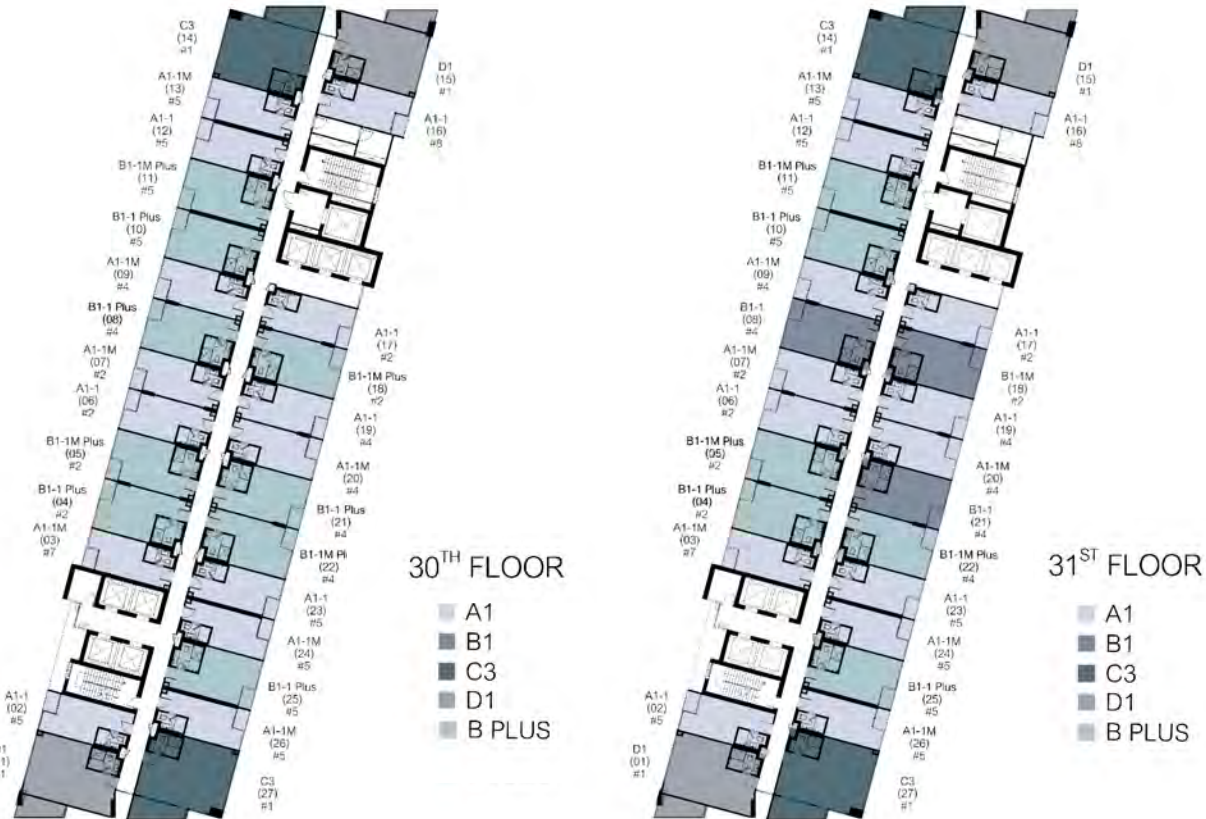 C3
(14)
#1
A1-1M
(13)
#5
A1-1
(12)
#5
B1-1M Plus
(11)
#5
B1-1 Plus
(10)
#5
A1-1M
(09)
#4
B1-1 Plus
(08)
#4
A1-1M
(07)
#2
A1-1
(06)
#2
B1-1M Plus
(05)
#2
B1-1 Plus
(04)
#2
A1-1M
(03)
#7
A1-1
(02)
#5
D1
(15)
#1
A1-1
(16)
#8
A1-1
(17)
#2
B1-1M Plus
(18)
#2
A1-1
(19)
#4
A1-1M
(20)
#4
B1-1 Plus
(21)
#4
B1-1M Pl
(22)
#4
A1-1
(23)
#5
A1-1M
(24)
#5
B1-1 Plus
(25)
#5
A1-1M
(26)
#5
C3
(27)
#1
30TH FLOOR
A1
B1
C3
D1
B PLUS
C3
(14)
#1
A1-1M
(13)
#5
A1-1
(12)
#5
B1-1M Plus
(11)
#5
B1-1 Plus
(10)
#5
A1-1M
(09)
#4
B1-1
(08)
#4
A1-1M
(07)
#2
A1-1
(06)
#2
B1-1M Plus
(05)
#2
B1-1 Plus
(04)
#2
A1-1M
(03)
#7
A1-1
(02)
#5
D1
(01)
#1
D1
(15)
#1
A1-1
(16)
#8
A1-1
(17)
#2
B1-1M
(18)
#2
A1-1
(19)
#4
A1-1M
(20)
#4
B1-1
(21)
#4
B1-1M Plus
(22)
#4
A1-1
(23)
#5
A1-1M
(24)
#5
B1-1 Plus
(25)
#5
A1-1M
(26)
#5
C3
(27)
#1
31ST FLOOR
A1
B1
C3
D1
B PLUS